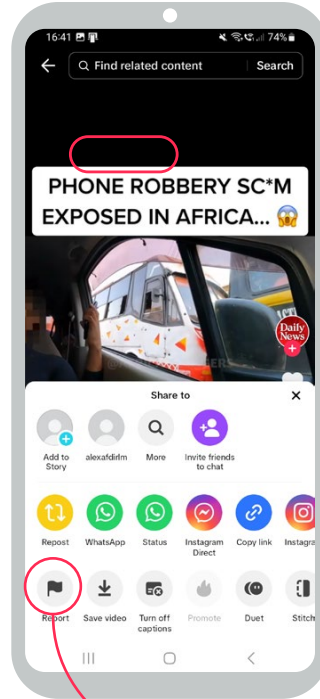 16:41
74%
Find related content
Search
PHONE ROBBERY SC*M
EXPOSED IN AFRICA...
Daily
News
Share to
Add to
Story
alexafdirlm
More
Invite friends
to chat
Repost
WhatsApp
Status
Instagram
Direct
Copy link
Instagra
Report
Save video
Turn off
captions
Promote
Duet
Stitch